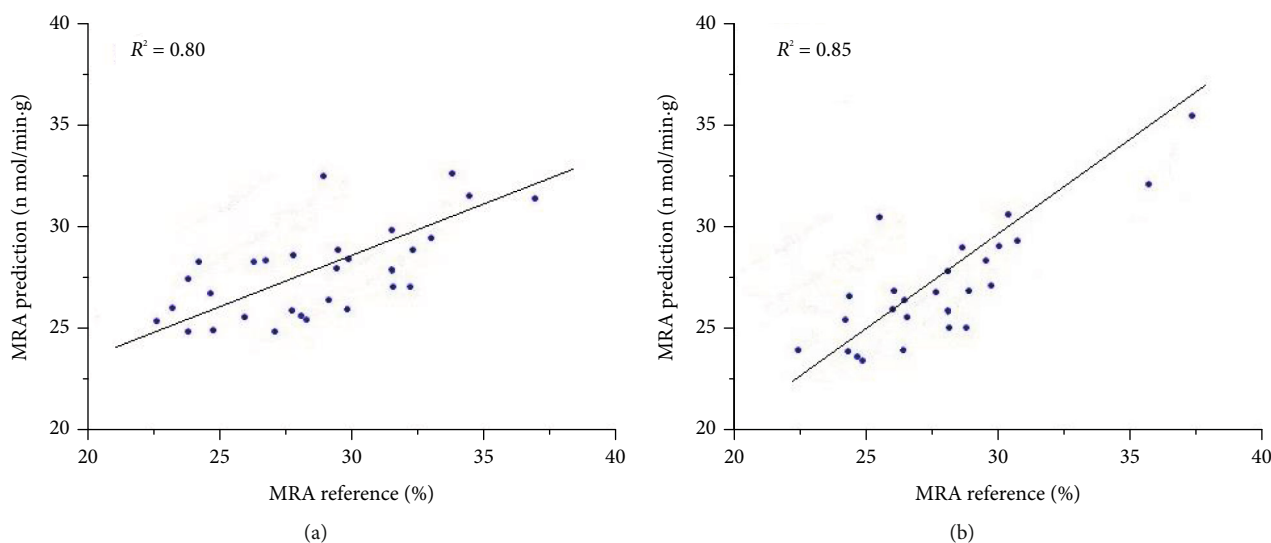 40
35
30
25
20
MRA prediction (n mol/min·g)
R² = 0.80
20 25 30 35 40
MRA reference (%)
(a)
40
35
30
25
20
MRA prediction (n mol/min·g)
R² = 0.85
20 25 30 35 40
MRA reference (%)
(b)